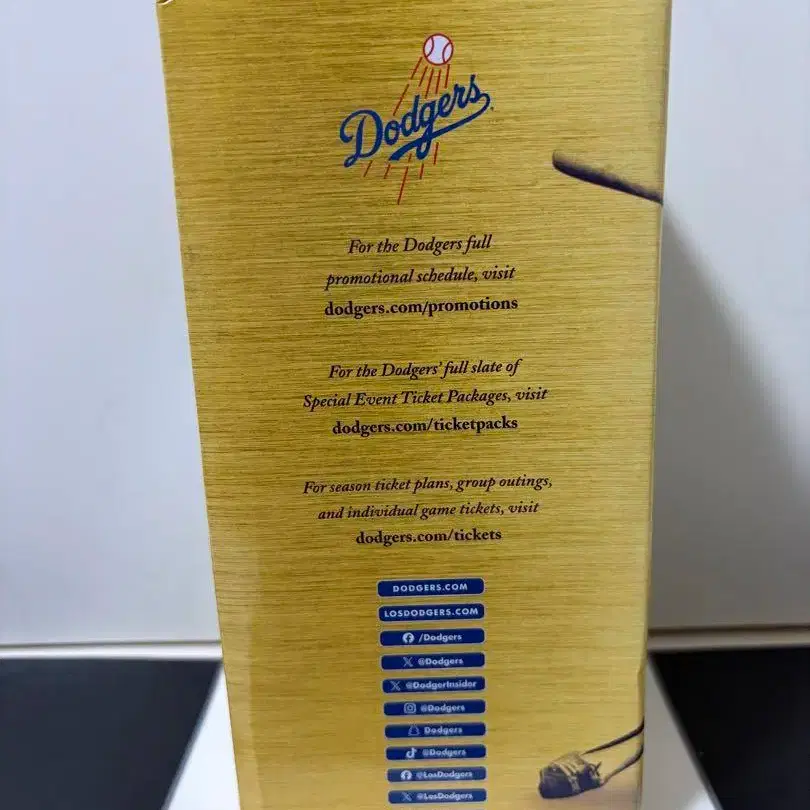 Dodgers
For the Dodgers full
promotional schedule, visit
dodgers.com/promotions
For the Dodgers' full slate of
Special Event Ticket Packages, visit
dodgers.com/ticketpacks
For season ticket plans, group outings,
and individual game tickets, visit
dodgers.com/tickets
DODGERS.COM
LOSDODGERS.COM
/Dodgers
@Dodgers
@DodgerInsider
@Dodgers
Dodgers
@Dodgers
@LosDodgers
@LosDodgers